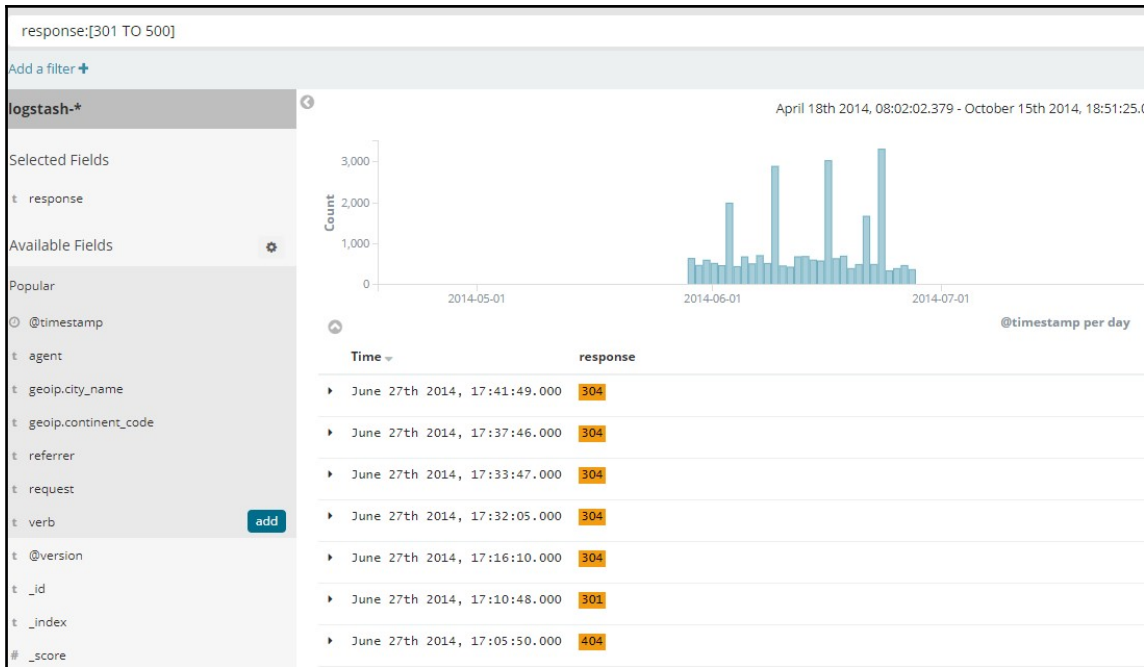 response:[301 TO 500]
Add a filter +
logstash-*
April 18th 2014, 08:02:02.379 - October 15th 2014, 18:51:25.0
Selected Fields
t response
Available Fields
Popular
@timestamp
t agent
t geoip.city_name
t geoip.continent_code
t referrer
t request
t verb add
t @version
t _id
t _index
# _score
Count
3,000
2,000
1,000
0
2014-05-01 2014-06-01 2014-07-01
@timestamp per day
Time response
June 27th 2014, 17:41:49.000 304
June 27th 2014, 17:37:46.000 304
June 27th 2014, 17:33:47.000 304
June 27th 2014, 17:32:05.000 304
June 27th 2014, 17:16:10.000 304
June 27th 2014, 17:10:48.000 301
June 27th 2014, 17:05:50.000 404